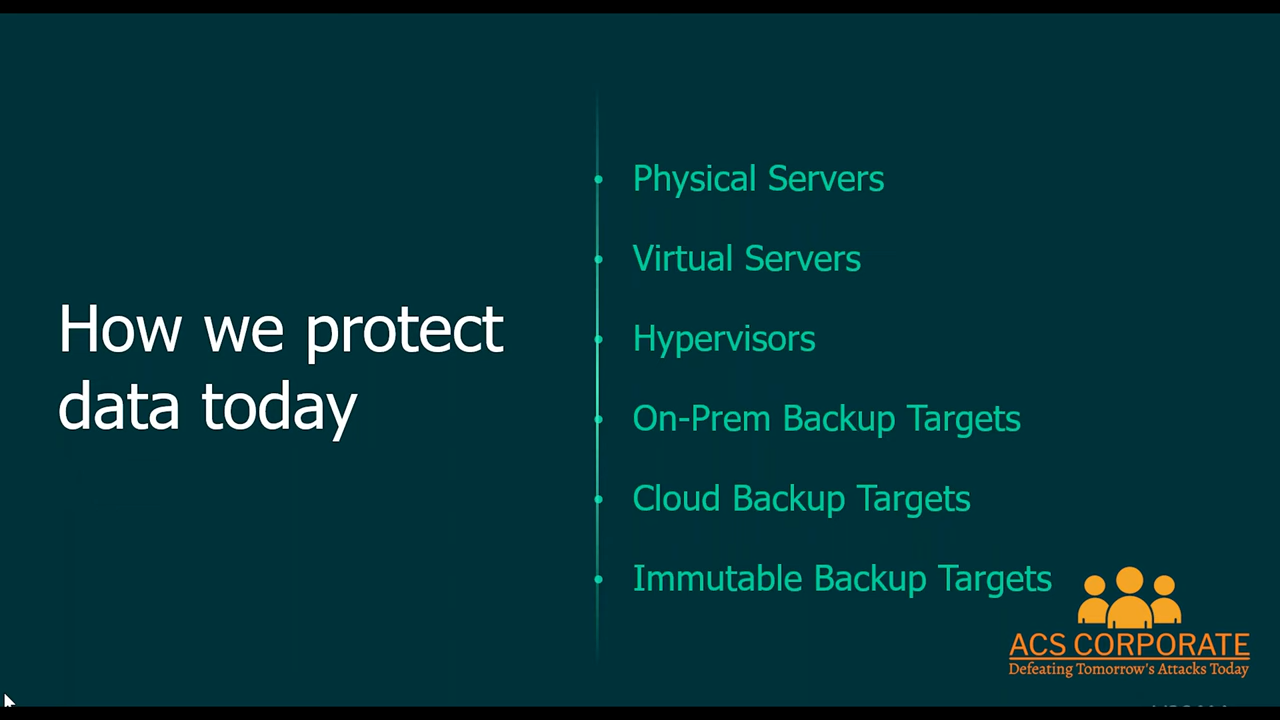 How we protect
data today
Physical Servers
Virtual Servers
Hypervisors
On-Prem Backup Targets
Cloud Backup Targets
Immutable Backup Targets
ACS CORPORATE
Defeating Tomorrow's Attacks Today